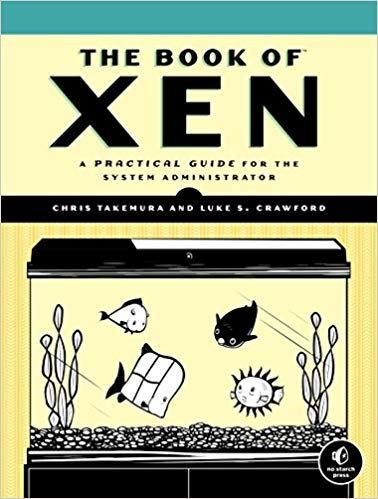 THE BOOK OF™
XEN
A PRACTICAL GUIDE FOR THE
SYSTEM ADMINISTRATOR
CHRIS TAKEMURA AND LUKE S. CRAWFORD
no starch
press